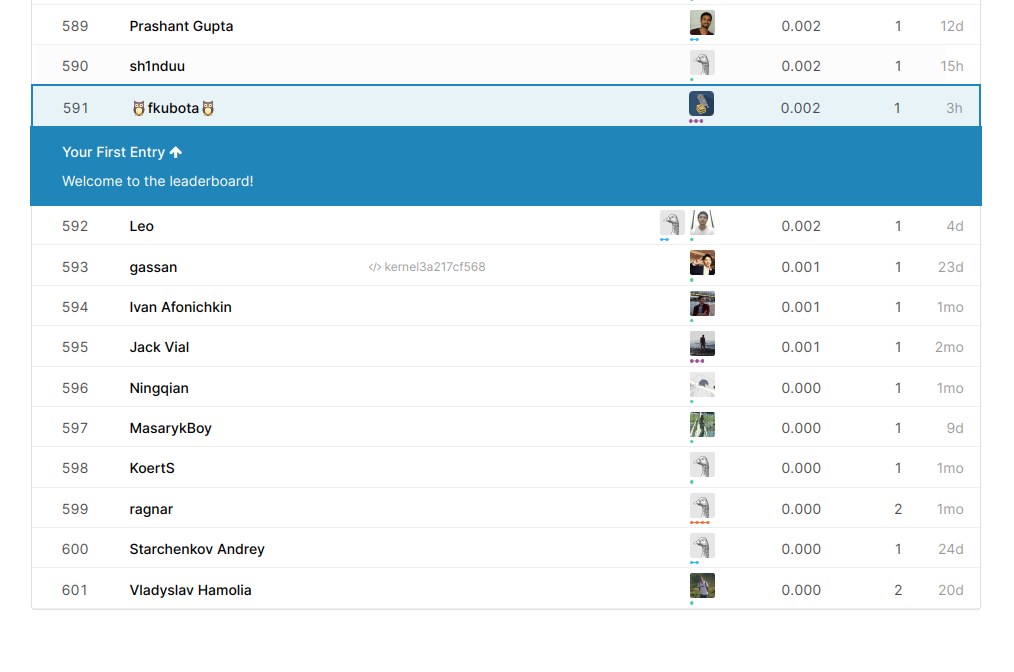 589 Prashant Gupta 0.002 1 12d
590 sh1nduu 0.002 1 15h
591 🦉fkubota🦉 0.002 1 3h
Your First Entry ↑
Welcome to the leaderboard!
592 Leo 0.002 1 4d
593 gassan </> kernel3a217cf568 0.001 1 23d
594 Ivan Afonichkin 0.001 1 1mo
595 Jack Vial 0.001 1 2mo
596 Ningqian 0.000 1 1mo
597 MasarykBoy 0.000 1 9d
598 KoertS 0.000 1 1mo
599 ragnar 0.000 2 1mo
600 Starchenkov Andrey 0.000 1 24d
601 Vladyslav Hamolia 0.000 2 20d